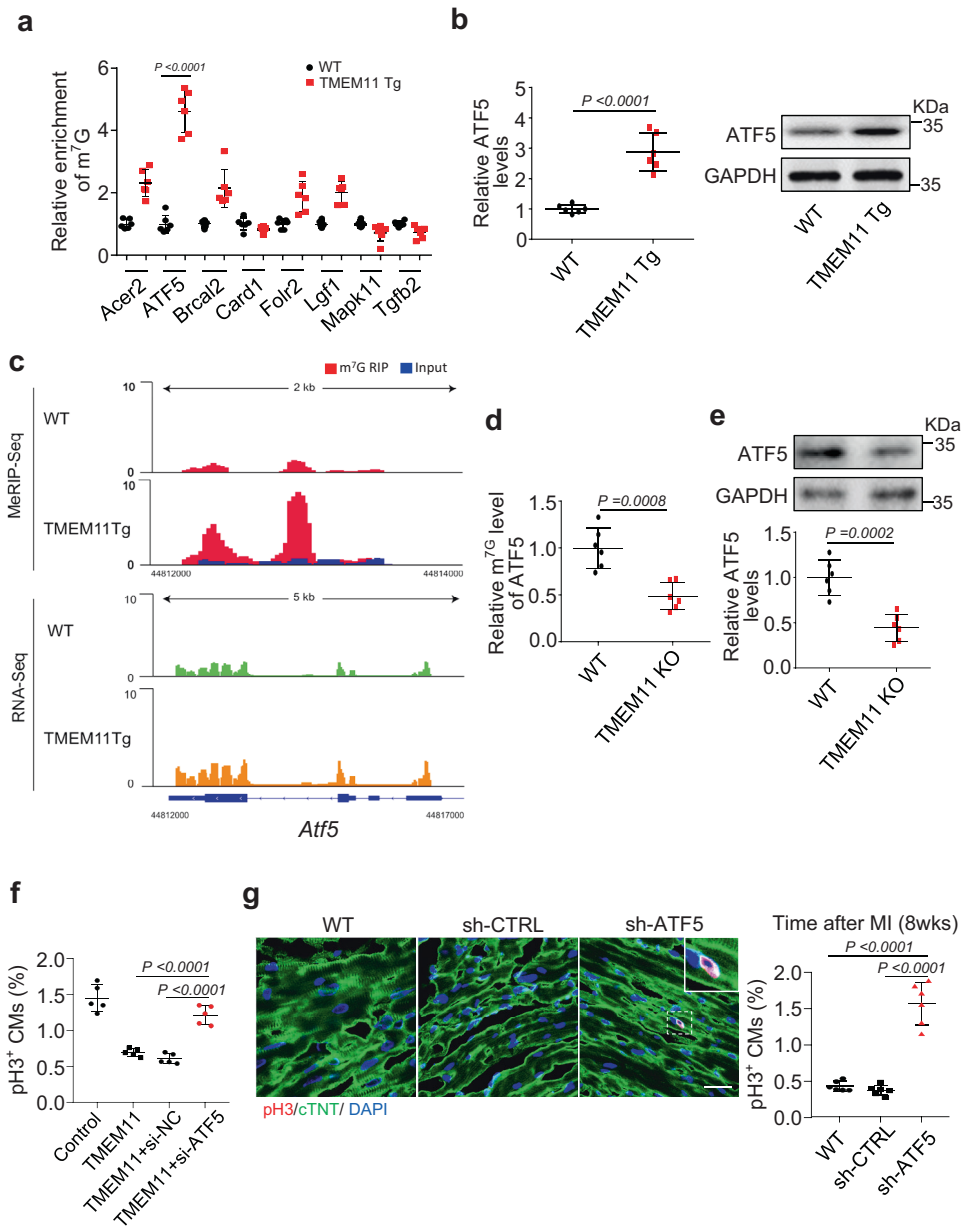 a
P <0.0001
WT
TMEM11 Tg
Relative enrichment
of m⁷G
6
4
2
0
Acer2
ATF5
Brcal2
Card1
Folr2
Lgf1
Mapk11
Tgfb2
b
P <0.0001
Relative ATF5
levels
5
4
3
2
1
0
WT
TMEM11 Tg
KDa
ATF5
35
GAPDH
35
WT
TMEM11 Tg
c
m⁷G RIP
Input
MeRIP-Seq
WT
10
0
2 kb
TMEM11Tg
10
0
44812000
44814000
RNA-Seq
WT
10
0
5 kb
TMEM11Tg
10
0
44812000
44817000
Atf5
d
P =0.0008
Relative m⁷G level
of ATF5
1.5
1.0
0.5
0.0
WT
TMEM11 KO
e
KDa
ATF5
35
GAPDH
35
P =0.0002
Relative ATF5
levels
1.5
1.0
0.5
0.0
WT
TMEM11 KO
f
P <0.0001
P <0.0001
pH3⁺ CMs (%)
2.0
1.5
1.0
0.5
0.0
Control
TMEM11
TMEM11+si-NC
TMEM11+si-ATF5
g
WT
sh-CTRL
sh-ATF5
pH3/cTNT/ DAPI
Time after MI (8wks)
P <0.0001
P <0.0001
pH3⁺ CMs (%)
2.0
1.5
1.0
0.5
0.0
WT
sh-CTRL
sh-ATF5